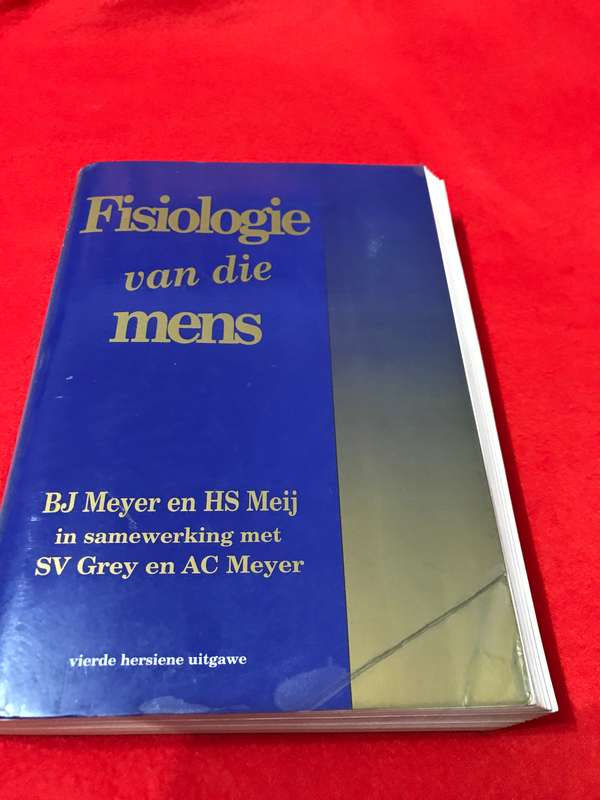 Fisiologie
van die
mens
BJ Meyer en HS Meij
in samewerking met
SV Grey en AC Meyer
vierde hersiene uitgawe